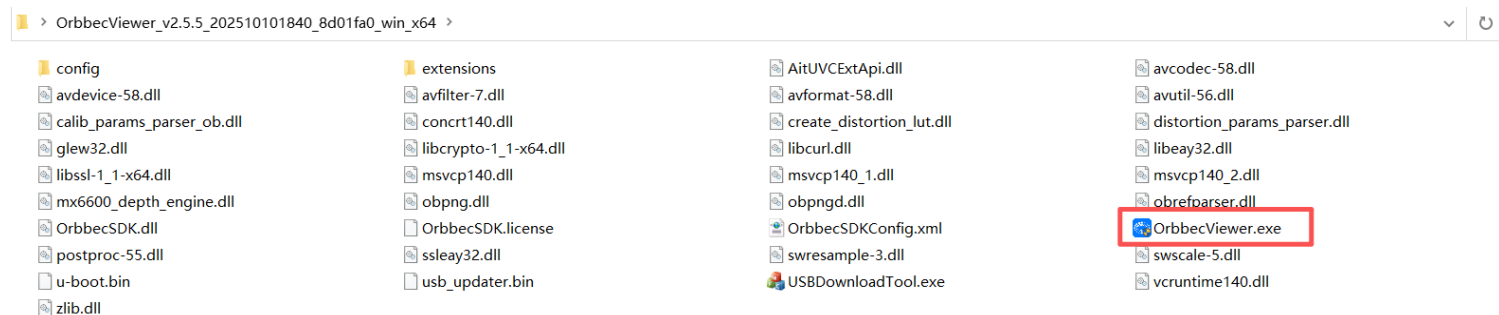 OrbbecViewer_v2.5.5_202510101840_8d01fa0_win_x64
config extensions AitUVCExtApi.dll avcodec-58.dll
avdevice-58.dll avfilter-7.dll avformat-58.dll avutil-56.dll
calib_params_parser_ob.dll concrt140.dll create_distortion_lut.dll distortion_params_parser.dll
glew32.dll libcrypto-1_1-x64.dll libcurl.dll libeay32.dll
libssl-1_1-x64.dll msvcp140.dll msvcp140_1.dll msvcp140_2.dll
mx6600_depth_engine.dll obpng.dll obpngd.dll obrefparser.dll
OrbbecSDK.dll OrbbecSDK.license OrbbecSDKConfig.xml OrbbecViewer.exe
postproc-55.dll ssleay32.dll swresample-3.dll swscale-5.dll
u-boot.bin usb_updater.bin USBDownloadTool.exe vcruntime140.dll
zlib.dll